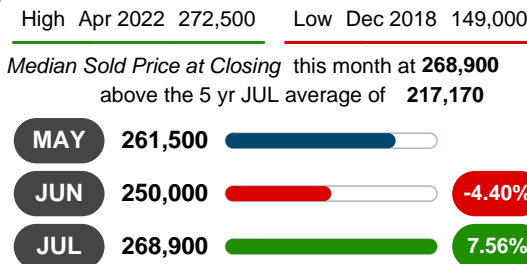 High Apr 2022 272,500 Low Dec 2018 149,000
Median Sold Price at Closing this month at 268,900
above the 5 yr JUL average of 217,170
MAY 261,500
JUN 250,000 -4.40%
JUL 268,900 7.56%